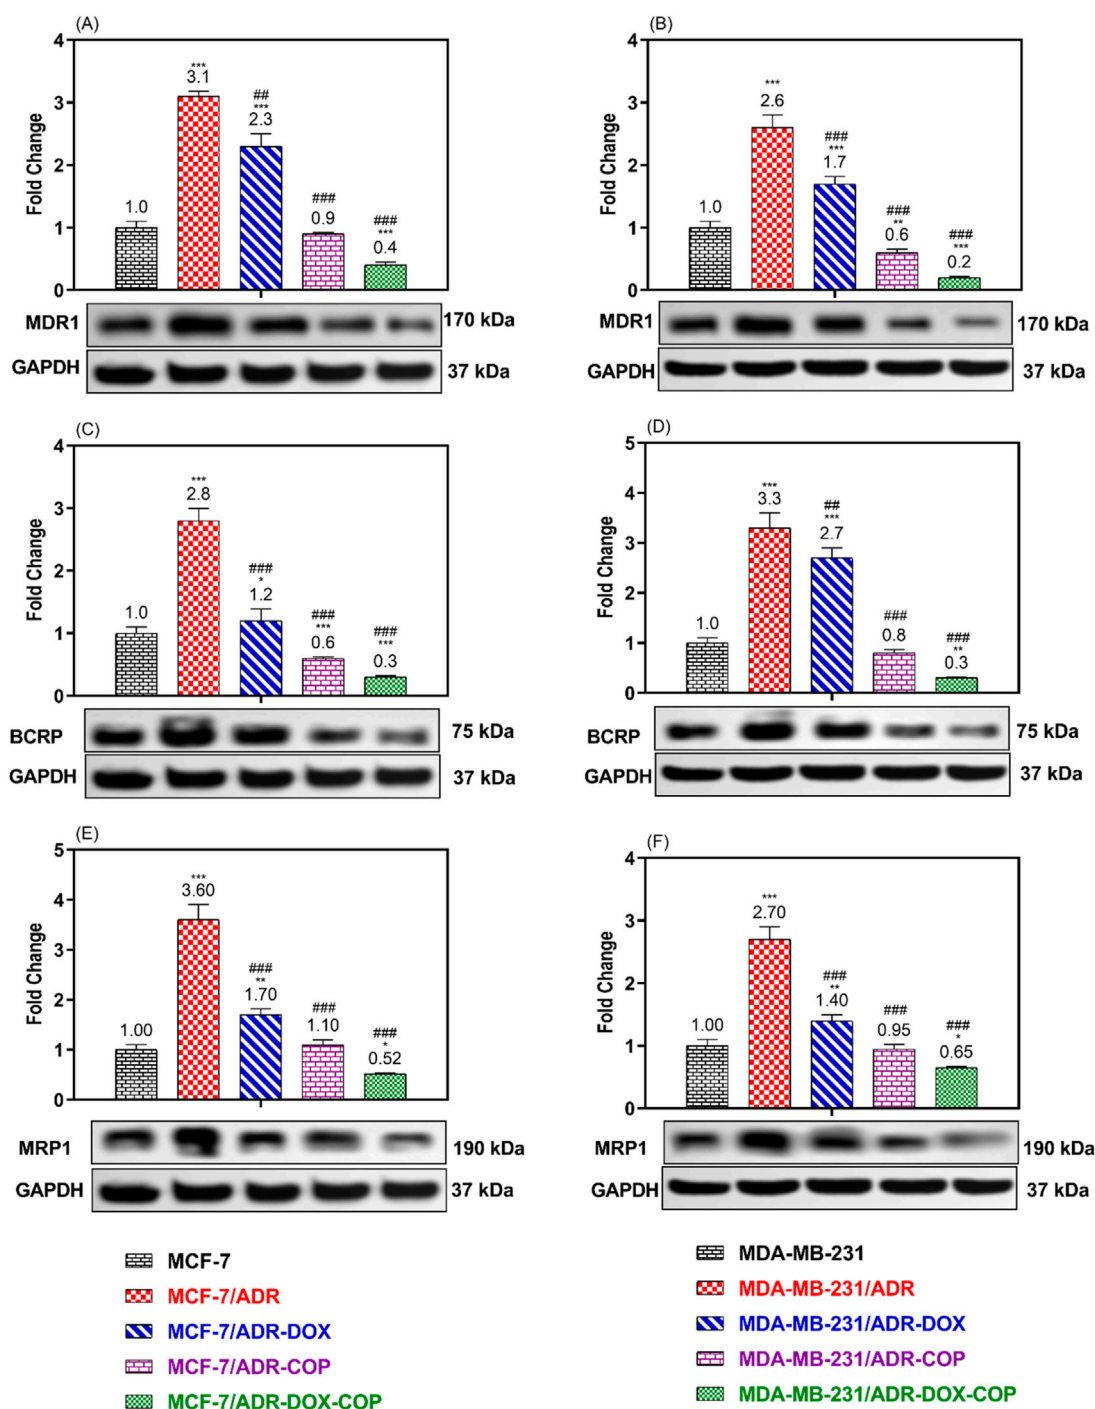 (A)
Fold Change
4
3
2
1
0
1.0
***
3.1
##
***
2.3
###
0.9
###
***
0.4
MDR1
170 kDa
GAPDH
37 kDa
(B)
Fold Change
4
3
2
1
0
1.0
***
2.6
###
***
1.7
###
**
0.6
###
***
0.2
MDR1
170 kDa
GAPDH
37 kDa
(C)
Fold Change
4
3
2
1
0
1.0
***
2.8
###
*
1.2
###
***
0.6
###
***
0.3
BCRP
75 kDa
GAPDH
37 kDa
(D)
Fold Change
5
4
3
2
1
0
1.0
***
3.3
##
***
2.7
###
0.8
###
**
0.3
BCRP
75 kDa
GAPDH
37 kDa
(E)
Fold Change
5
4
3
2
1
0
1.00
***
3.60
###
**
1.70
###
1.10
###
*
0.52
MRP1
190 kDa
GAPDH
37 kDa
(F)
Fold Change
4
3
2
1
0
1.00
***
2.70
###
**
1.40
###
0.95
###
*
0.65
MRP1
190 kDa
GAPDH
37 kDa
MCF-7
MCF-7/ADR
MCF-7/ADR-DOX
MCF-7/ADR-COP
MCF-7/ADR-DOX-COP
MDA-MB-231
MDA-MB-231/ADR
MDA-MB-231/ADR-DOX
MDA-MB-231/ADR-COP
MDA-MB-231/ADR-DOX-COP